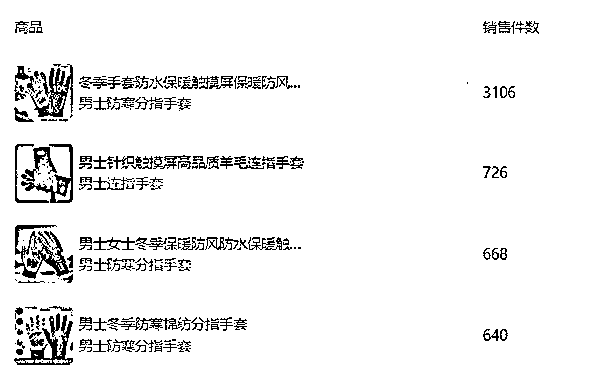 商品 销售件数
冬季手套防水保暖触摸屏保暖防风...
男士防寒分指手套
3106
男士针织触摸屏高品质羊毛连指手套
男士连指手套
726
男士女士冬季保暖防风防水保暖触...
男士防寒分指手套
668
男士冬季防寒棉纺分指手套
男士防寒分指手套
640